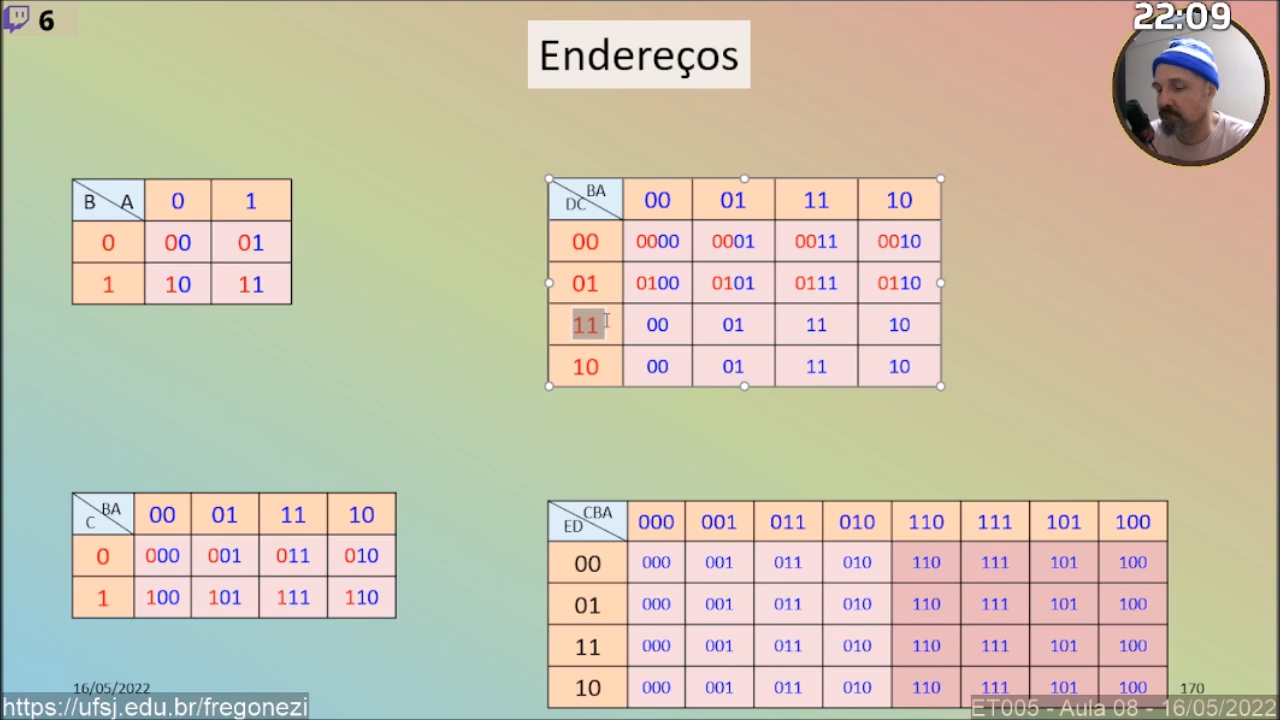 6
22:09
Endereços
B A 0 1
0 00 01
1 10 11
BA DC 00 01 11 10
00 0000 0001 0011 0010
01 0100 0101 0111 0110
11 00 01 11 10
10 00 01 11 10
BA C 00 01 11 10
0 000 001 011 010
1 100 101 111 110
CBA ED 000 001 011 010 110 111 101 100
00 000 001 011 010 110 111 101 100
01 000 001 011 010 110 111 101 100
11 000 001 011 010 110 111 101 100
10 000 001 011 010 110 111 101 100
16/05/2022
170
https://ufsj.edu.br/fregonezi
ET005 - Aula 08 - 16/05/2022